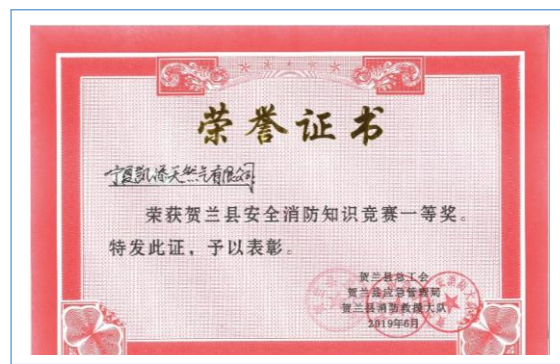 荣誉证书
宁夏凯添天然气有限公司
荣获贺兰县安全消防知识竞赛一等奖。
特发此证，予以表彰。
贺兰县总工会
贺兰县应急管理局
贺兰县消防救援大队
2019年6月